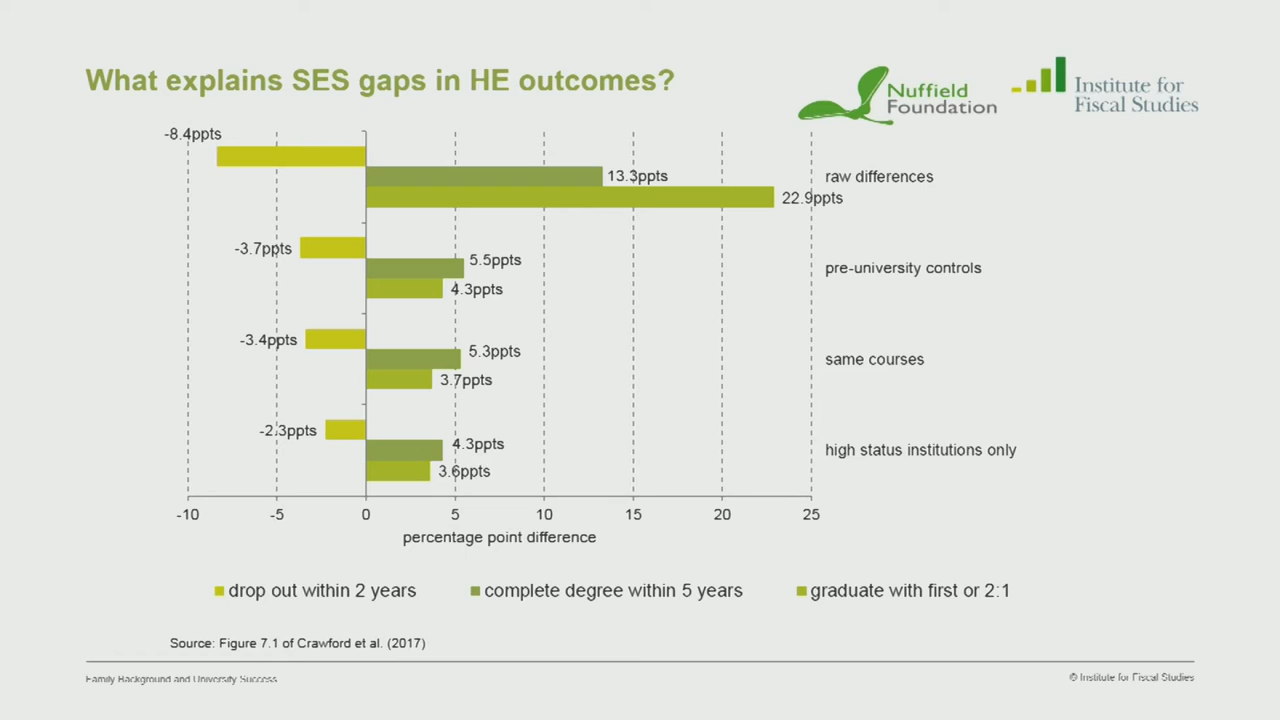 What explains SES gaps in HE outcomes?
Nuffield
Foundation
Institute for
Fiscal Studies
-8.4ppts
13.3ppts
22.9ppts
raw differences
-3.7ppts
5.5ppts
4.3ppts
pre-university controls
-3.4ppts
5.3ppts
3.7ppts
same courses
-2.3ppts
4.3ppts
3.6ppts
high status institutions only
-10 -5 0 5 10 15 20 25
percentage point difference
drop out within 2 years complete degree within 5 years graduate with first or 2:1
Source: Figure 7.1 of Crawford et al. (2017)
Family Background and University Success
© Institute for Fiscal Studies